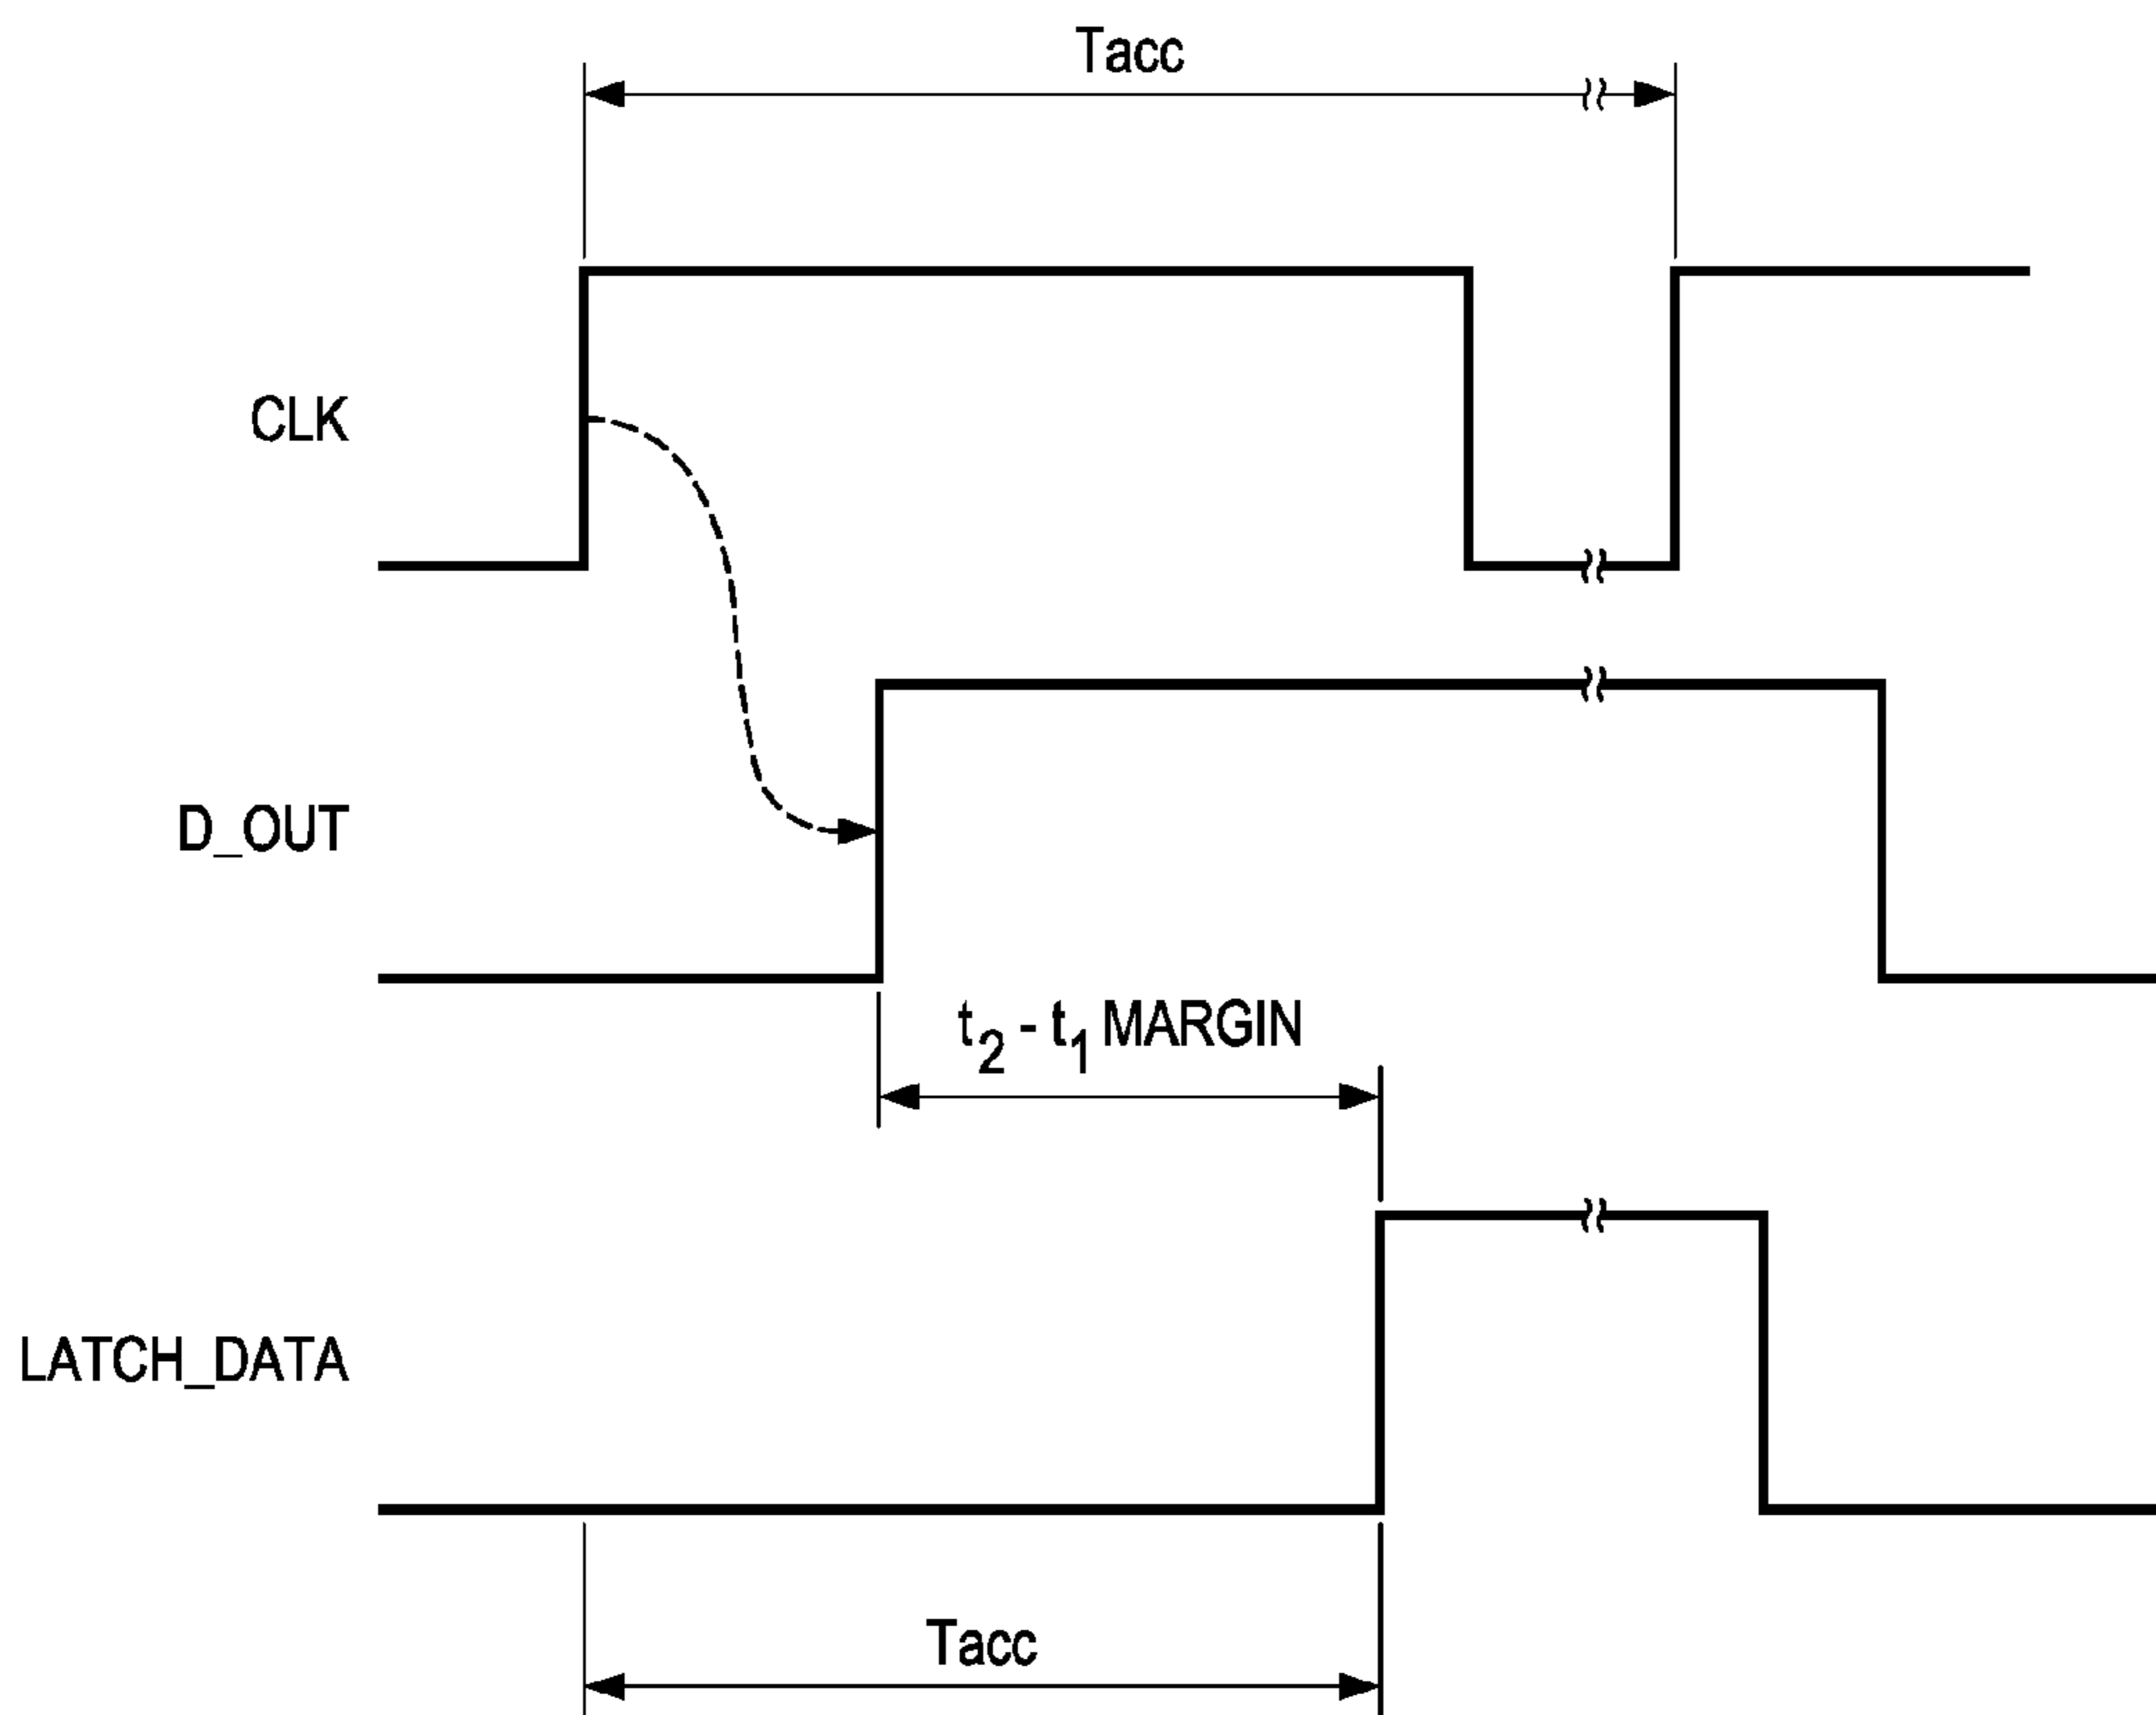 Tacc
CLK
D_OUT
t2 - t1 MARGIN
LATCH_DATA
Tacc